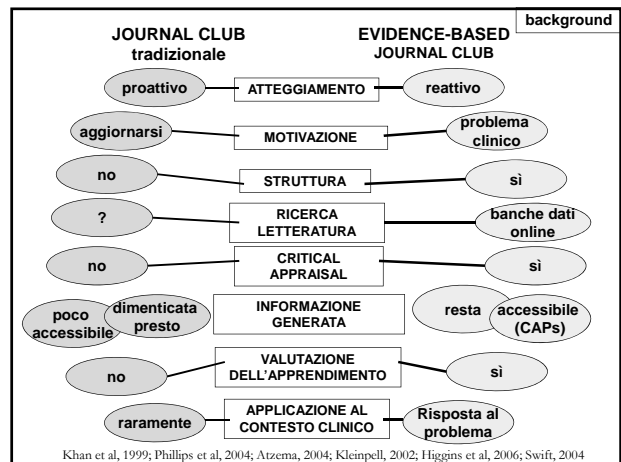 background
JOURNAL CLUB
tradizionale
EVIDENCE-BASED
JOURNAL CLUB
proattivo
ATTEGGIAMENTO
reattivo
aggiornarsi
MOTIVAZIONE
problema
clinico
no
STRUTTURA
sì
?
RICERCA
LETTERATURA
banche dati
online
no
CRITICAL
APPRAISAL
sì
poco
accessibile
dimenticata
presto
INFORMAZIONE
GENERATA
resta
accessibile
(CAPs)
no
VALUTAZIONE
DELL'APPRENDIMENTO
sì
raramente
APPLICAZIONE AL
CONTESTO CLINICO
Risposta al
problema
Khan et al, 1999; Phillips et al, 2004; Atzema, 2004; Kleinpell, 2002; Higgins et al, 2006; Swift, 2004